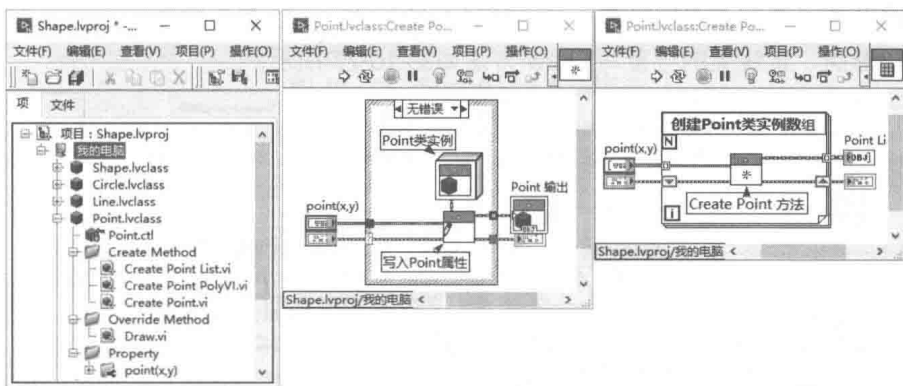 Shape.lvproj * -...
文件(F) 编辑(E) 查看(V) 项目(P) 操作(O)
项 文件
项目：Shape.lvproj
我的电脑
Shape.lvclass
Circle.lvclass
Line.lvclass
Point.lvclass
Point.ctl
Create Method
Create Point List.vi
Create Point PolyVI.vi
Create Point.vi
Override Method
Draw.vi
Property
point(x,y)
Point.lvclass:Create Po...
文件(F) 编辑(E) 查看(V) 项目(P) 操作(O)
无错误
Point类实例
point(x,y)
Point 输出
写入Point属性
Shape.lvproj/我的电脑
Point.lvclass:Create Po...
文件(F) 编辑(E) 查看(V) 项目(P) 操作(O)
创建Point类实例数组
N
point(x,y)
Point Li
OBJ
i
Create Point 方法
Shape.lvproj/我的电脑